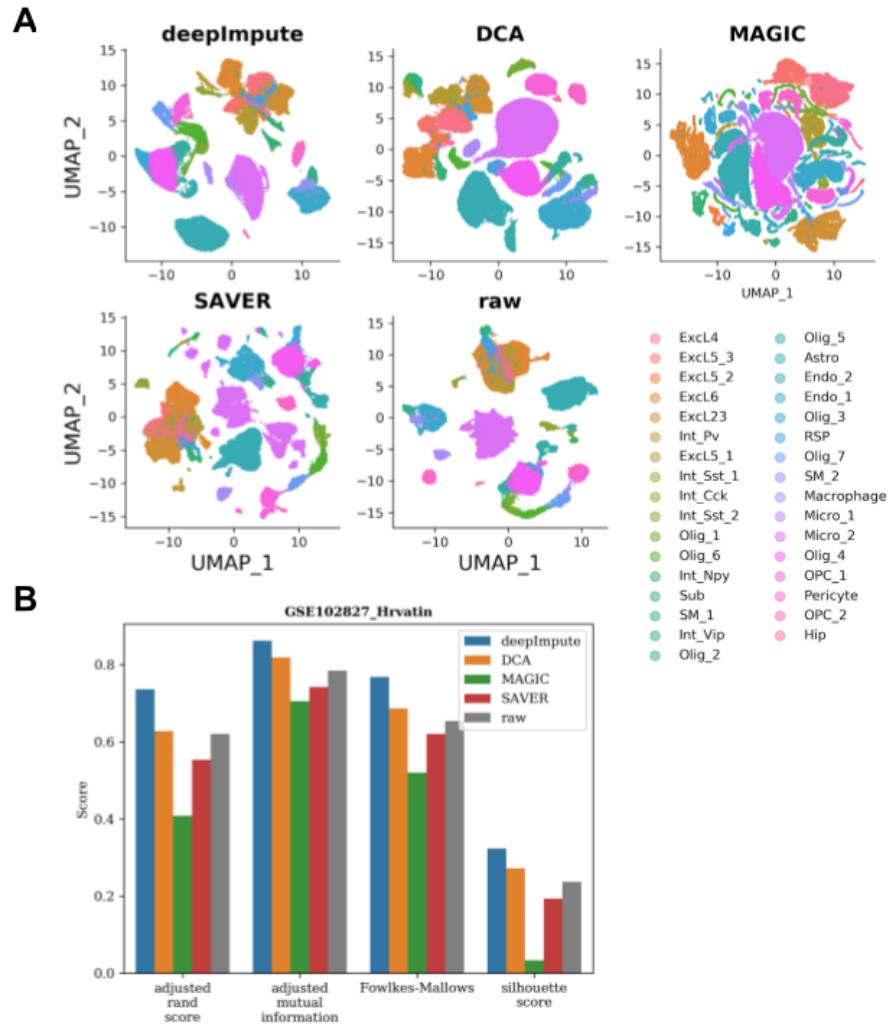 A
deepImpute
DCA
MAGIC
15
10
5
0
−5
−10
UMAP_2
−10
0
10
15
10
5
0
−5
−10
−15
−10
0
10
15
10
5
0
−5
−10
−15
−10
0
10
UMAP_1
SAVER
raw
15
10
5
0
−5
−10
−15
UMAP_2
−10
0
10
UMAP_1
15
10
5
0
−5
−10
−15
−10
0
10
UMAP_1
ExcL4
ExcL5_3
ExcL5_2
ExcL6
ExcL23
Int_Pv
ExcL5_1
Int_Sst_1
Int_Cck
Int_Sst_2
Olig_1
Olig_6
Int_Npy
Sub
SM_1
Int_Vip
Olig_2
Olig_5
Astro
Endo_2
Endo_1
Olig_3
RSP
Olig_7
SM_2
Macrophage
Micro_1
Micro_2
Olig_4
OPC_1
Pericyte
OPC_2
Hip
B
GSE102827_Hrvatin
deepImpute
DCA
MAGIC
SAVER
raw
Score
0.8
0.6
0.4
0.2
0.0
adjusted
rand
score
adjusted
mutual
information
Fowlkes-Mallows
silhouette
score